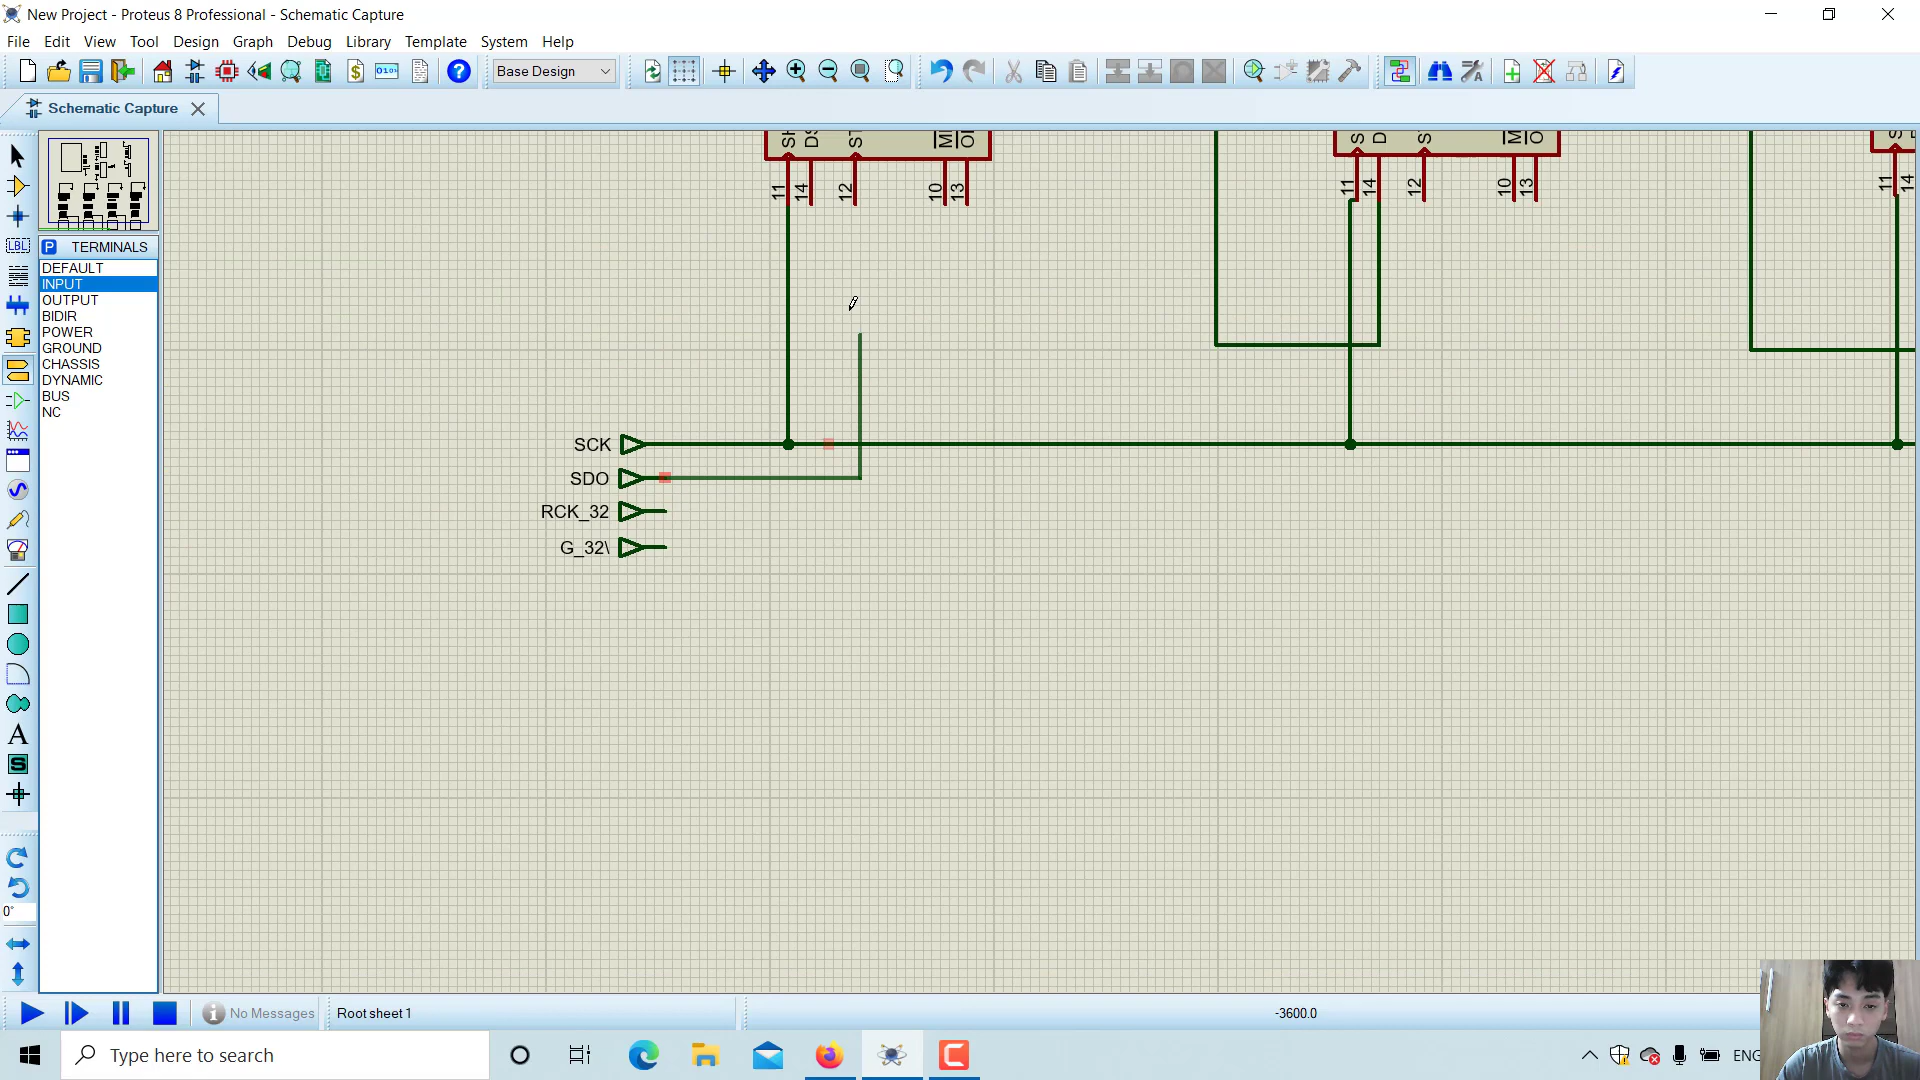 New Project - Proteus 8 Professional - Schematic Capture
File Edit View Tool Design Graph Debug Library Template System Help
Base Design
Schematic Capture
P TERMINALS
DEFAULT
INPUT
OUTPUT
BIDIR
POWER
GROUND
CHASSIS
DYNAMIC
BUS
NC
LBL
A
S
0°
11 14 12 10 13
11 14 12 10 13
11 14
SCK
SDO
RCK_32
G_32\
No Messages
Root sheet 1
-3600.0
Type here to search
ENG